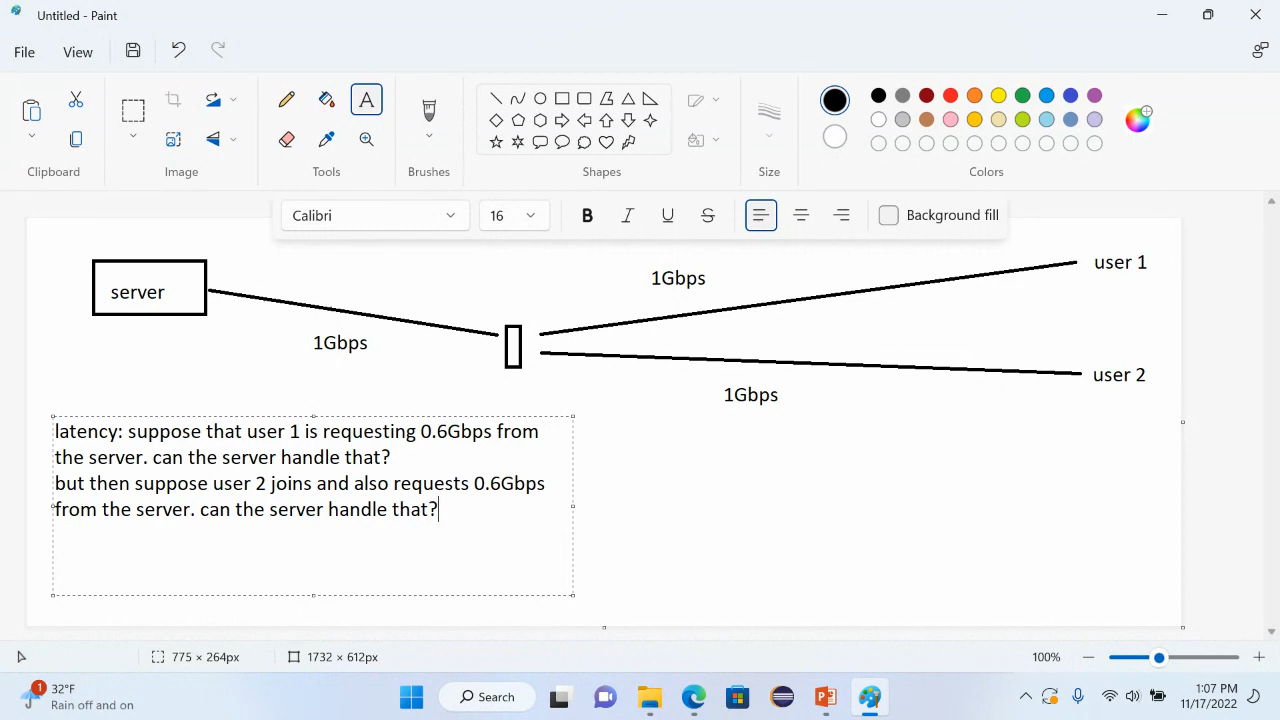 Untitled - Paint
File
View
Clipboard
Image
Tools
Brushes
Shapes
Size
Colors
Calibri
16
B
I
U
S
Background fill
server
1Gbps
1Gbps
user 1
1Gbps
user 2
latency: suppose that user 1 is requesting 0.6Gbps from
the server. can the server handle that?
but then suppose user 2 joins and also requests 0.6Gbps
from the server. can the server handle that?
775 × 264px
1732 × 612px
100%
1
32°F
Rain off and on
Search
1:07 PM
11/17/2022